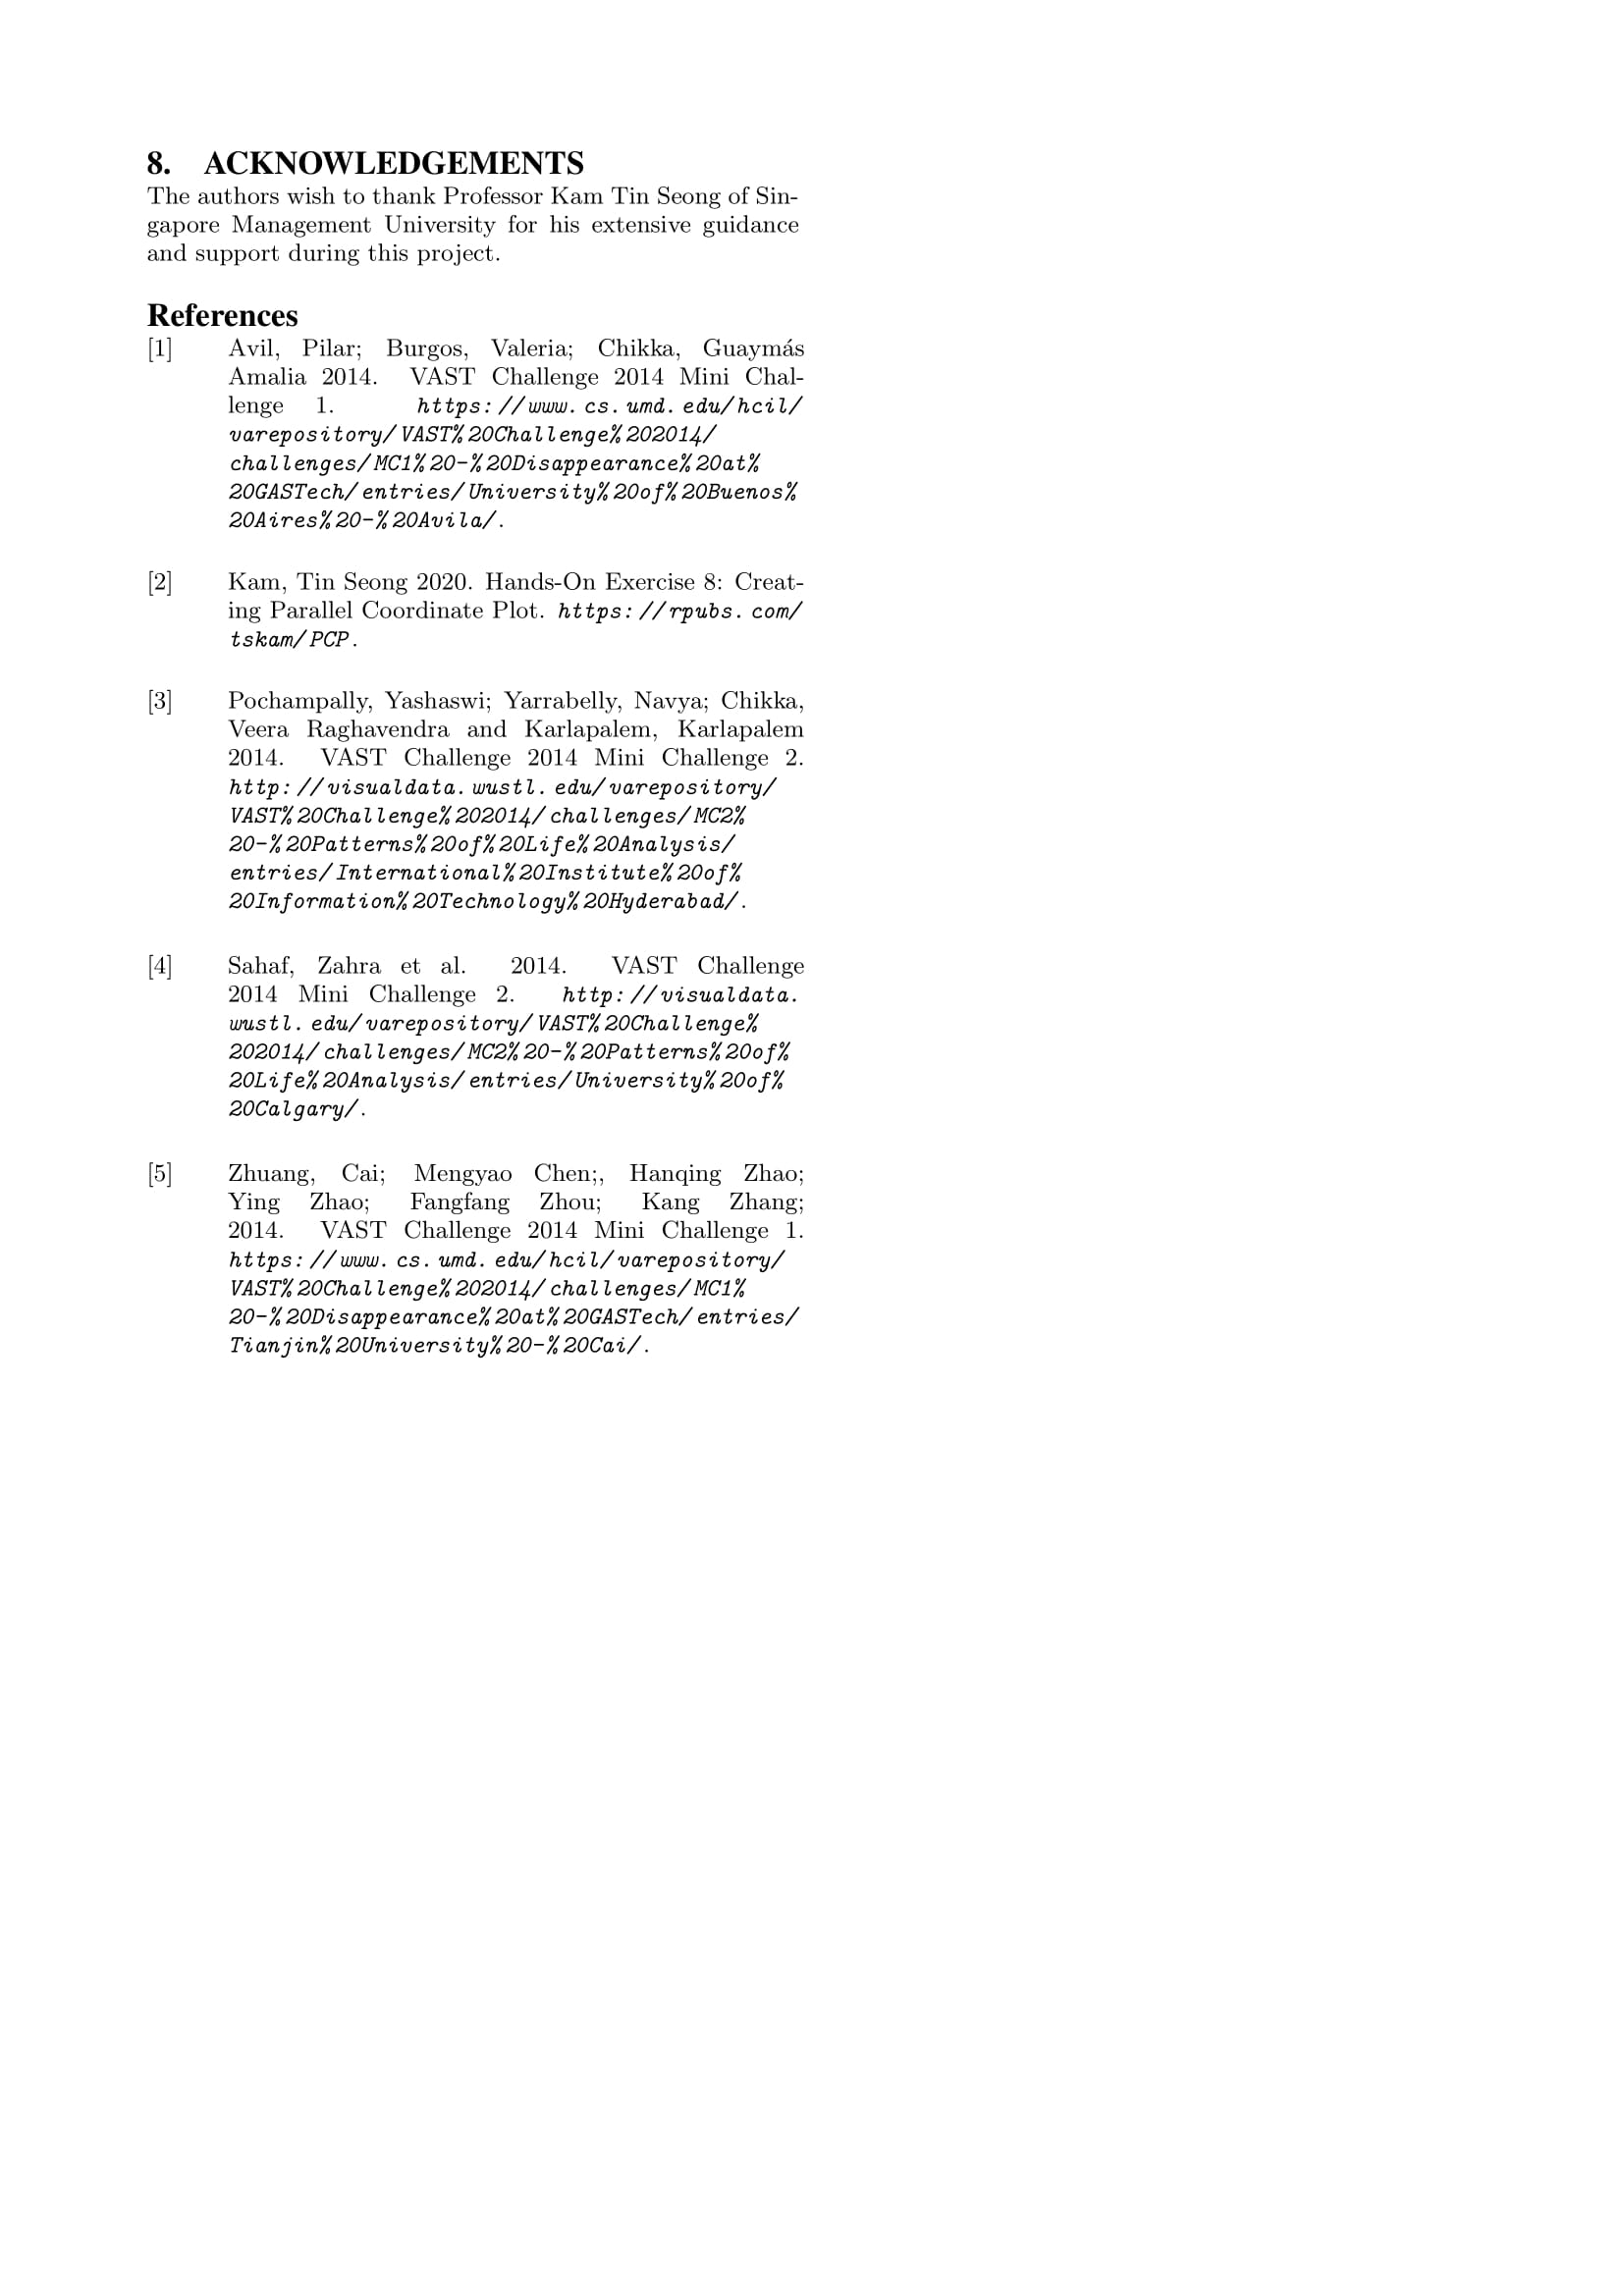 8. ACKNOWLEDGEMENTS
The authors wish to thank Professor Kam Tin Seong of Sin-
gapore Management University for his extensive guidance
and support during this project.
References
[1] Avil, Pilar; Burgos, Valeria; Chikka, Guaymás
Amalia 2014. VAST Challenge 2014 Mini Chal-
lenge 1. https://www.cs.umd.edu/hcil/
varepository/VAST%20Challenge%202014/
challenges/MC1%20-%20Disappearance%20at%
20GASTech/entries/University%20of%20Buenos%
20Aires%20-%20Avila/.
[2] Kam, Tin Seong 2020. Hands-On Exercise 8: Creat-
ing Parallel Coordinate Plot. https://rpubs.com/
tskam/PCP.
[3] Pochampally, Yashaswi; Yarrabelly, Navya; Chikka,
Veera Raghavendra and Karlapalem, Karlapalem
2014. VAST Challenge 2014 Mini Challenge 2.
http://visualdata.wustl.edu/varepository/
VAST%20Challenge%202014/challenges/MC2%
20-%20Patterns%20of%20Life%20Analysis/
entries/International%20Institute%20of%
20Information%20Technology%20Hyderabad/.
[4] Sahaf, Zahra et al. 2014. VAST Challenge
2014 Mini Challenge 2. http://visualdata.
wustl.edu/varepository/VAST%20Challenge%
202014/challenges/MC2%20-%20Patterns%20of%
20Life%20Analysis/entries/University%20of%
20Calgary/.
[5] Zhuang, Cai; Mengyao Chen;, Hanqing Zhao;
Ying Zhao; Fangfang Zhou; Kang Zhang;
2014. VAST Challenge 2014 Mini Challenge 1.
https://www.cs.umd.edu/hcil/varepository/
VAST%20Challenge%202014/challenges/MC1%
20-%20Disappearance%20at%20GASTech/entries/
Tianjin%20University%20-%20Cai/.